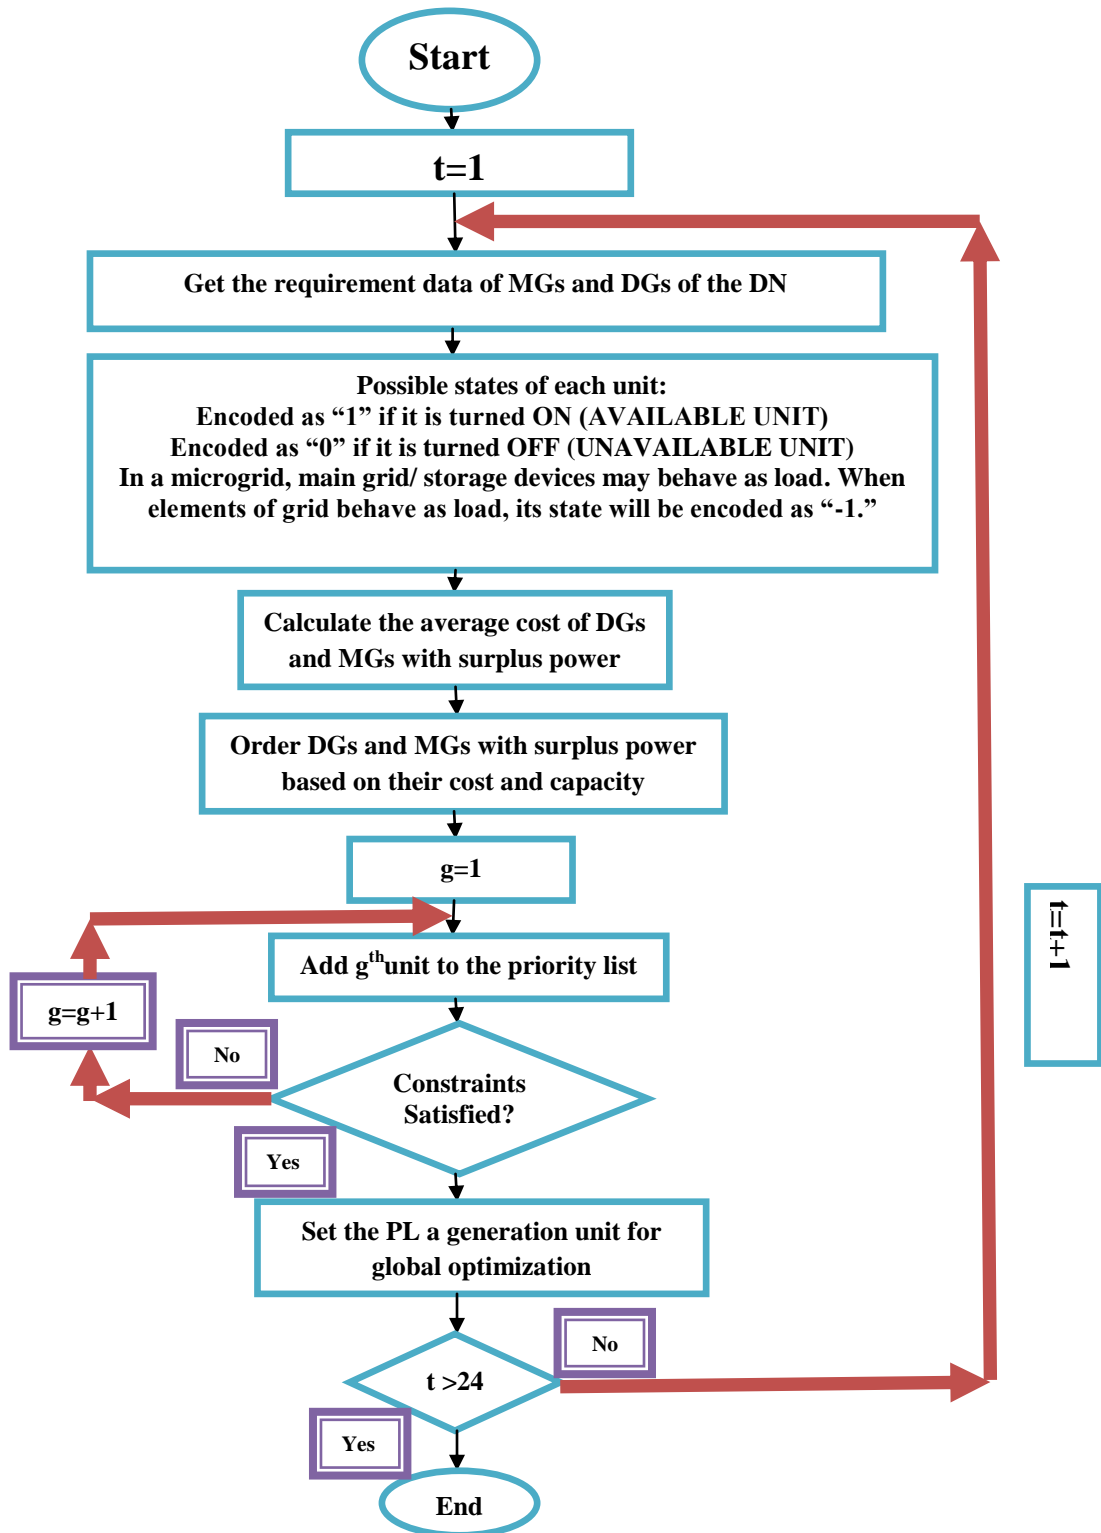 Start
t=1
Get the requirement data of MGs and DGs of the DN
Possible states of each unit:
Encoded as “1” if it is turned ON (AVAILABLE UNIT)
Encoded as “0” if it is turned OFF (UNAVAILABLE UNIT)
In a microgrid, main grid/ storage devices may behave as load. When
elements of grid behave as load, its state will be encoded as “-1.”
Calculate the average cost of DGs
and MGs with surplus power
Order DGs and MGs with surplus power
based on their cost and capacity
g=1
Add gth unit to the priority list
g=g+1
No
Constraints
Satisfied?
Yes
Set the PL a generation unit for
global optimization
No
t >24
Yes
End
t=t+1